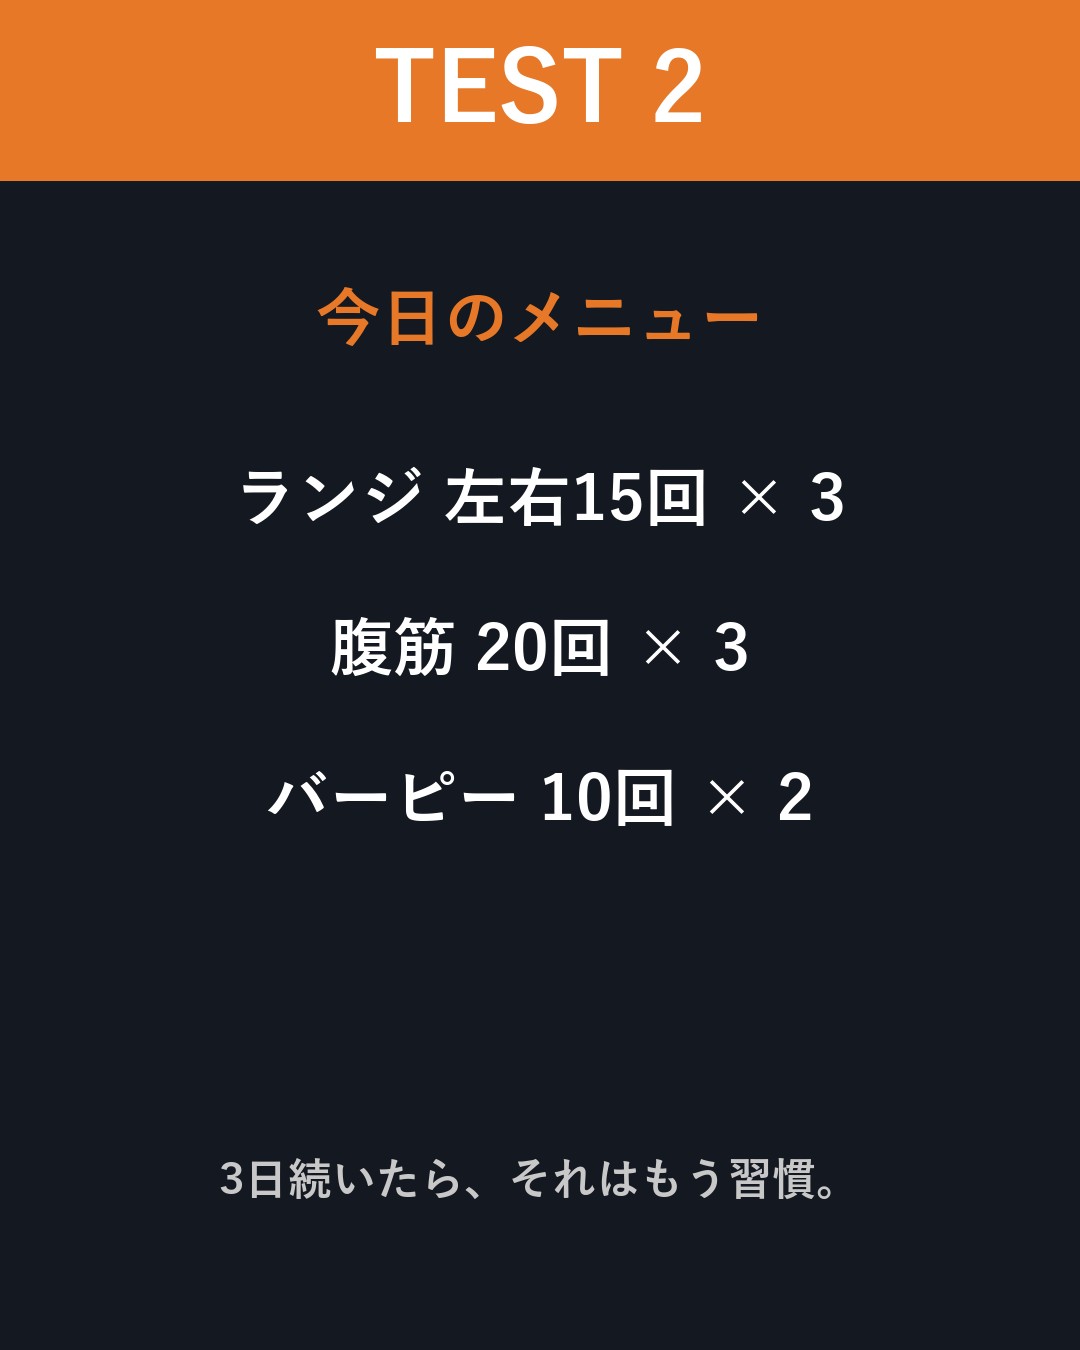 TEST 2
今日のメニュー
ランジ 左右15回 × 3
腹筋 20回 × 3
バーピー 10回 × 2
3日続いたら、それはもう習慣。